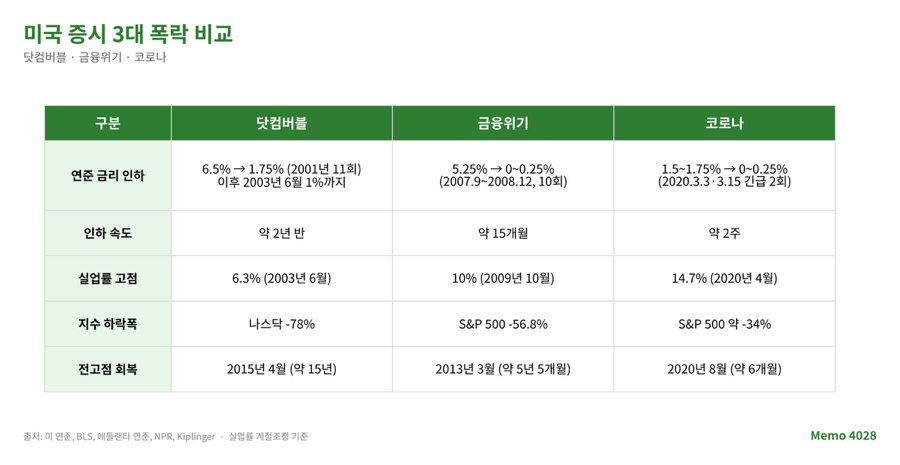 미국 증시 3대 폭락 비교
닷컴버블 · 금융위기 · 코로나
구분 닷컴버블 금융위기 코로나
연준 금리 인하
6.5% → 1.75% (2001년 11회)
이후 2003년 6월 1%까지
5.25% → 0~0.25%
(2007.9~2008.12, 10회)
1.5~1.75% → 0~0.25%
(2020.3.3·3.15 긴급 2회)
인하 속도 약 2년 반 약 15개월 약 2주
실업률 고점 6.3% (2003년 6월) 10% (2009년 10월) 14.7% (2020년 4월)
지수 하락폭 나스닥 -78% S&P 500 -56.8% S&P 500 약 -34%
전고점 회복 2015년 4월 (약 15년) 2013년 3월 (약 5년 5개월) 2020년 8월 (약 6개월)
출처: 미 연준, BLS, 애틀랜타 연준, NPR, Kiplinger · 실업률 계절조정 기준
Memo 4028